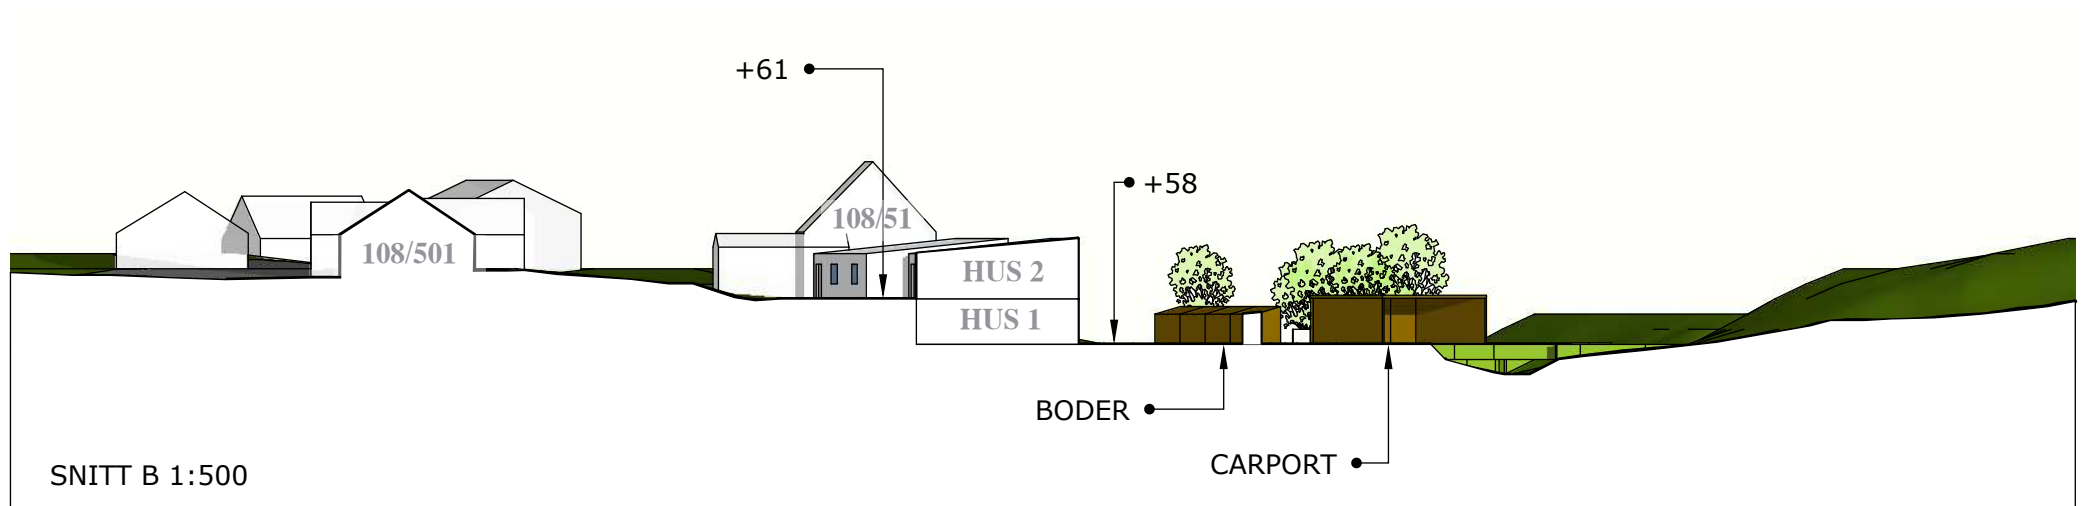 +61
+58
108/51
108/501
HUS 2
HUS 1
BODER
CARPORT
SNITT B 1:500